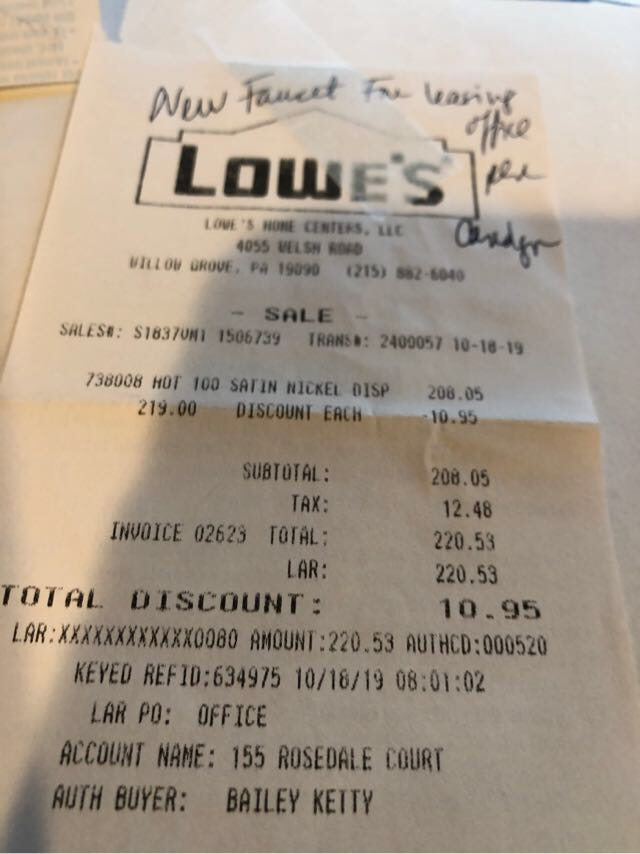 New Faucet For leasing
office
per
LOWE'S
LOWE'S HOME CENTERS, LLC
4055 WELSH ROAD
WILLOW GROVE, PA 19090 (215) 882-6040
- SALE -
SALES#: S1837VM1 1506739 TRANS#: 2409057 10-18-19
738008 HOT 100 SATIN NICKEL DISP 208.05
219.00 DISCOUNT EACH -10.95
SUBTOTAL: 208.05
TAX: 12.48
INVOICE 02623 TOTAL: 220.53
LAR: 220.53
TOTAL DISCOUNT: 10.95
LAR:XXXXXXXXXXXX0080 AMOUNT:220.53 AUTHCD:000520
KEYED REFID:634975 10/18/19 08:01:02
LAR PO: OFFICE
ACCOUNT NAME: 155 ROSEDALE COURT
AUTH BUYER: BAILEY KETTY